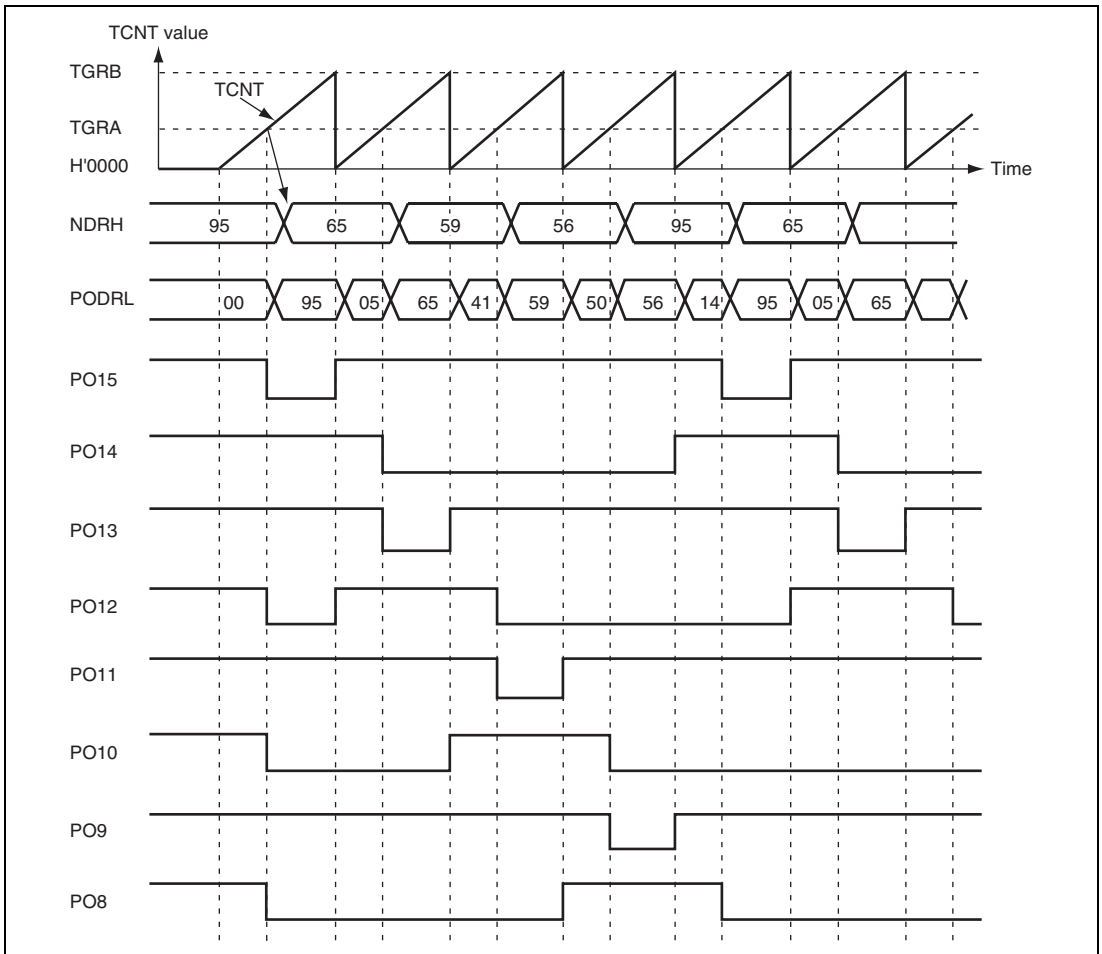 TCNT value
TGRB
TCNT
TGRA
H'0000
Time
NDRH 95 65 59 56 95 65
PODRL 00 95 05 65 41 59 50 56 14 95 05 65
PO15
PO14
PO13
PO12
PO11
PO10
PO9
PO8